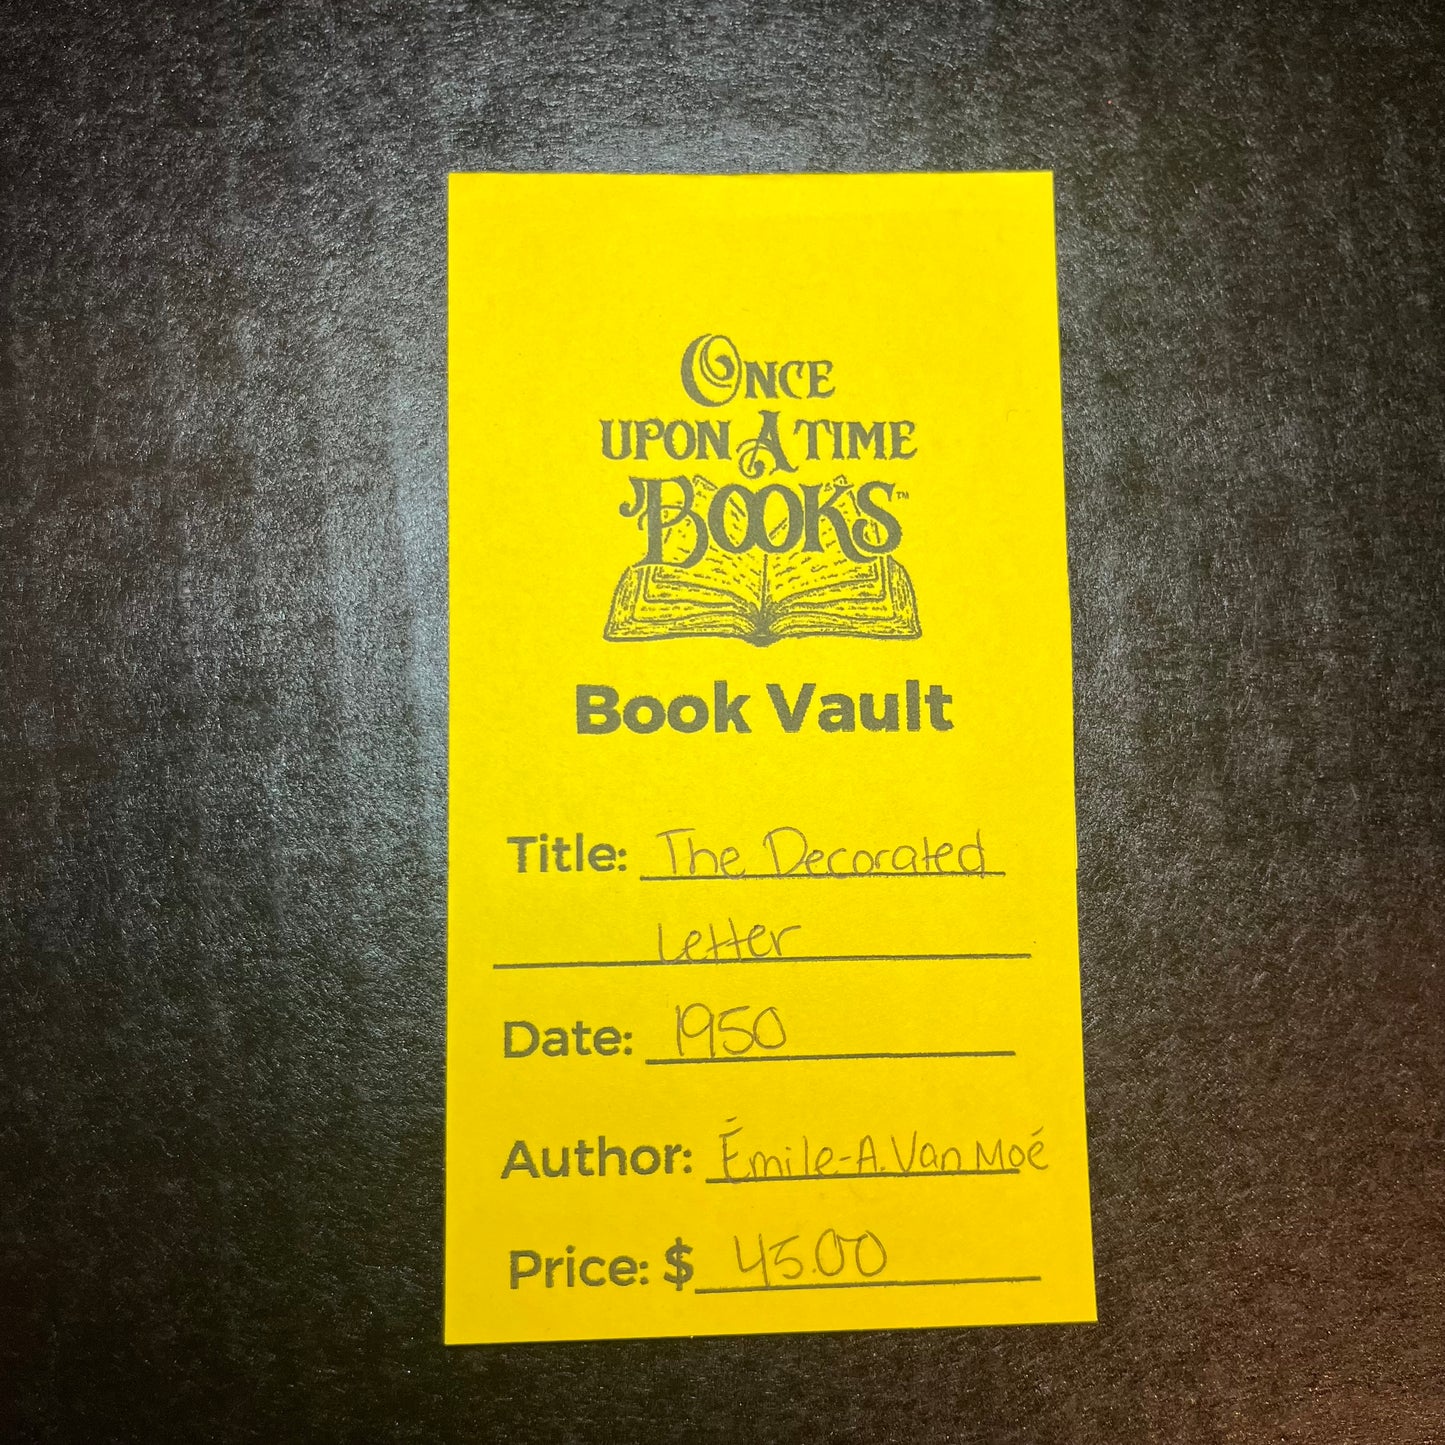 Once
upon A time
Books™
Book Vault
Title: The Decorated
Letter
Date: 1950
Author: Émile-A. Van Moé
Price: $ 45.00